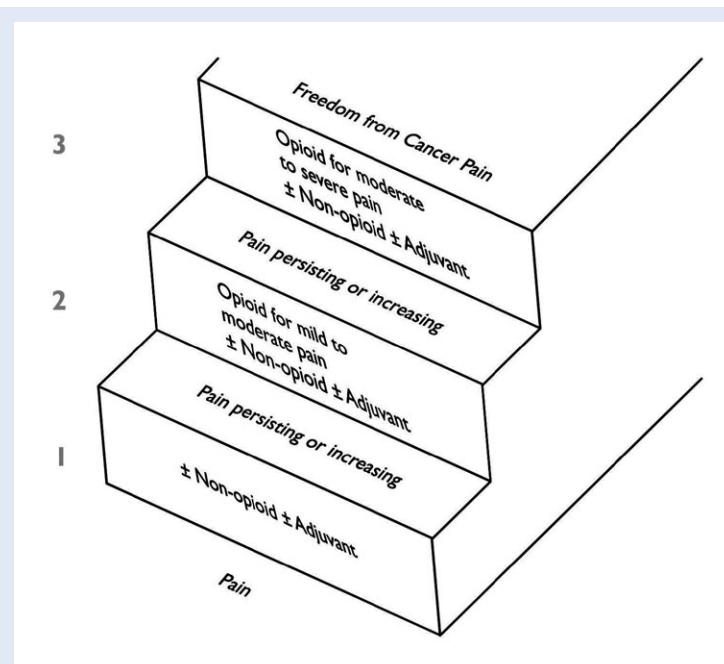 Freedom from Cancer Pain
3
Opioid for moderate
to severe pain
± Non-opioid ± Adjuvant
Pain persisting or increasing
2
Opioid for mild to
moderate pain
± Non-opioid ± Adjuvant
Pain persisting or increasing
1
± Non-opioid ± Adjuvant
Pain